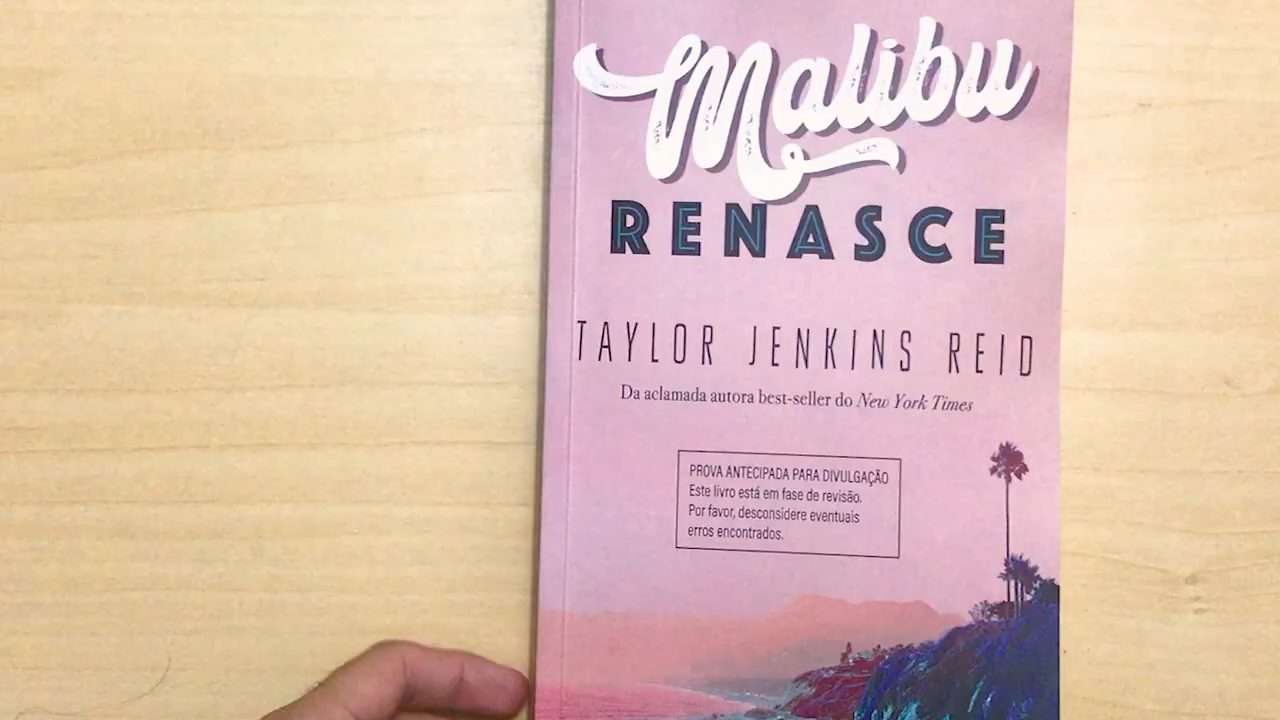 Malibu
RENASCE
TAYLOR JENKINS REID
Da aclamada autora best-seller do New York Times
PROVA ANTECIPADA PARA DIVULGAÇÃO
Este livro está em fase de revisão.
Por favor, desconsidere eventuais
erros encontrados.